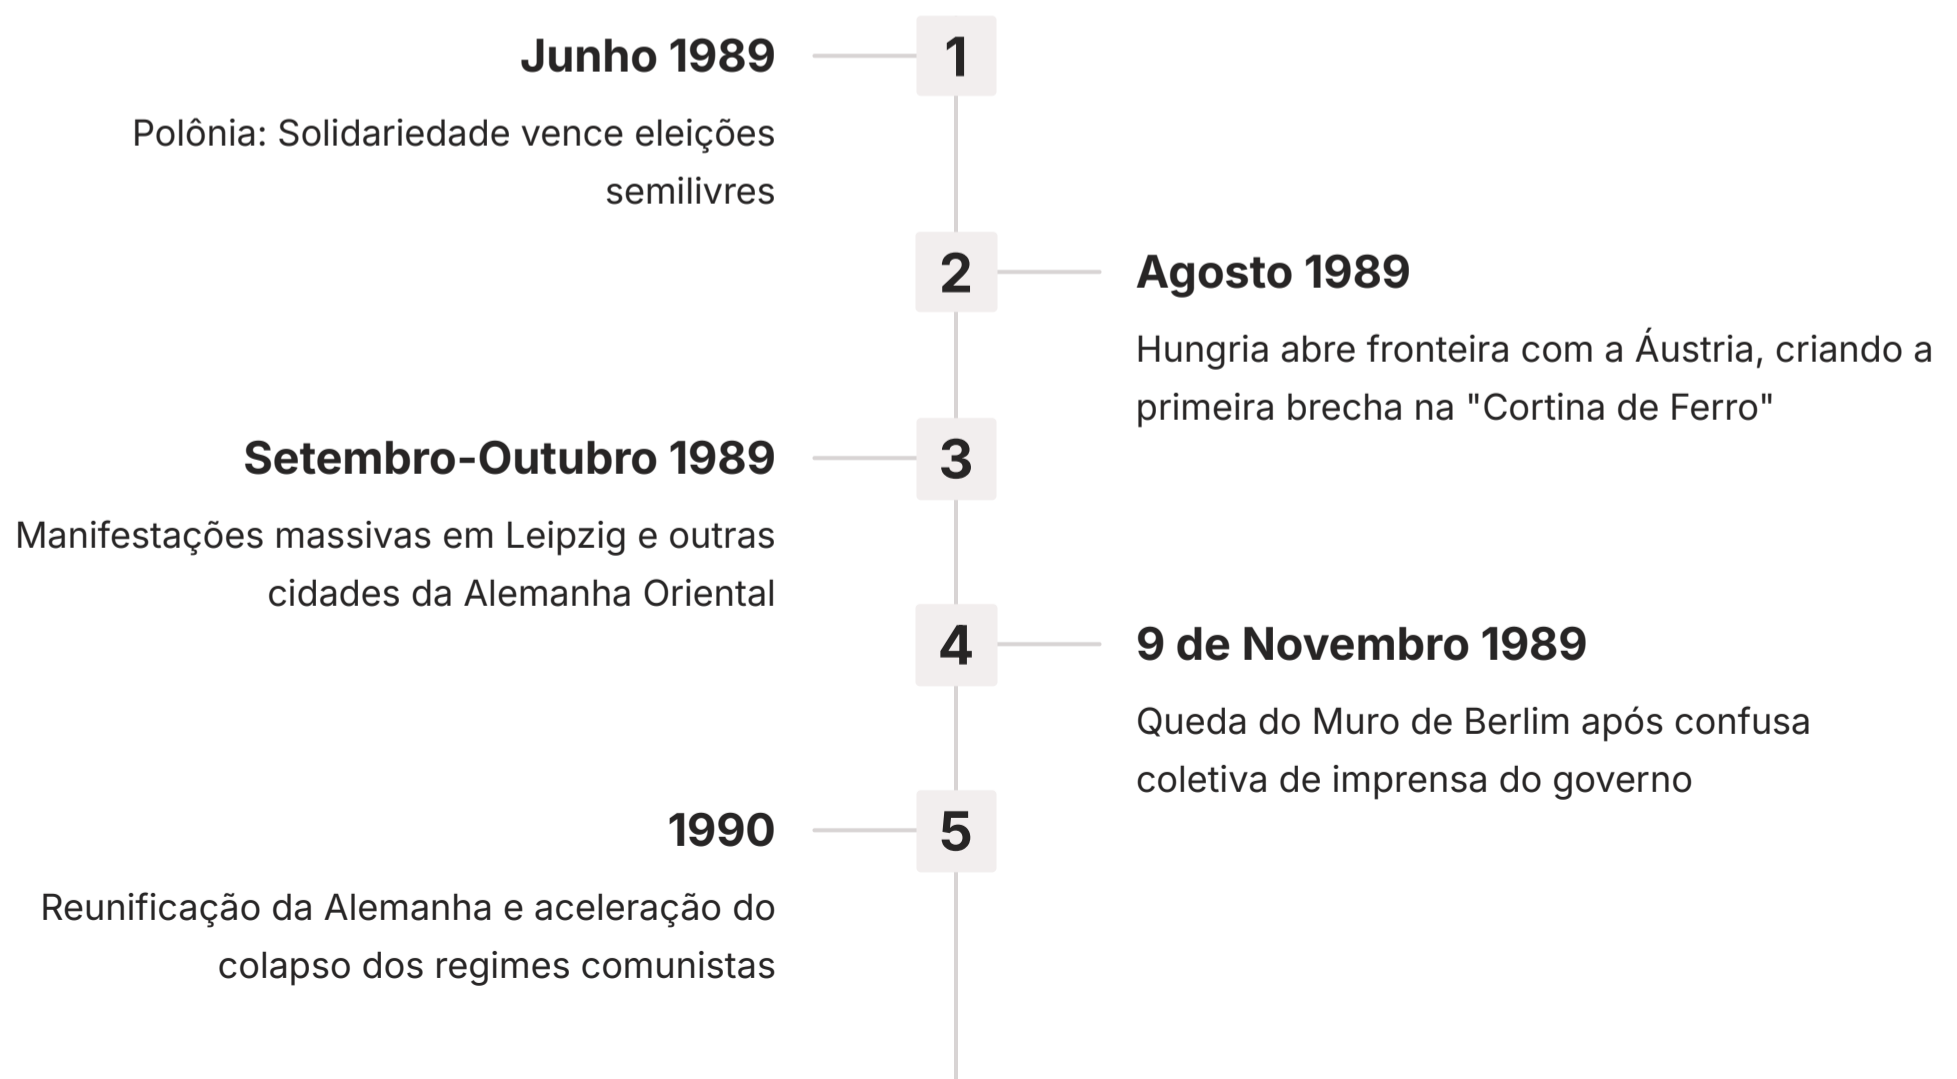 Junho 1989
1
Polônia: Solidariedade vence eleições
semilivres
2
Agosto 1989
Hungria abre fronteira com a Áustria, criando a
primeira brecha na "Cortina de Ferro"
Setembro-Outubro 1989
3
Manifestações massivas em Leipzig e outras
cidades da Alemanha Oriental
4
9 de Novembro 1989
Queda do Muro de Berlim após confusa
coletiva de imprensa do governo
1990
5
Reunificação da Alemanha e aceleração do
colapso dos regimes comunistas